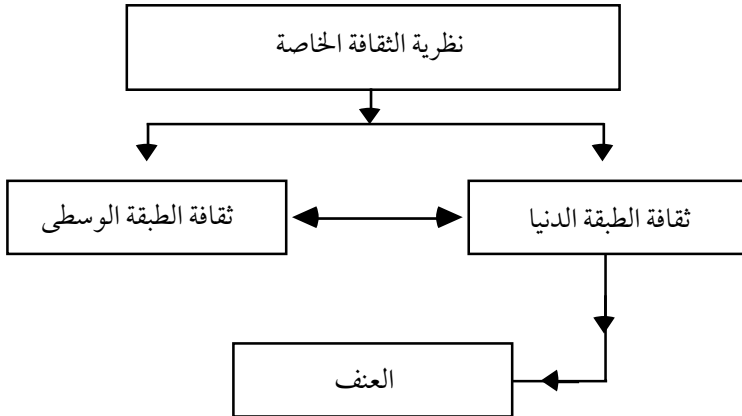 نظرية الثقافة الخاصة
ثقافة الطبقة الدنيا
ثقافة الطبقة الوسطى
العنف